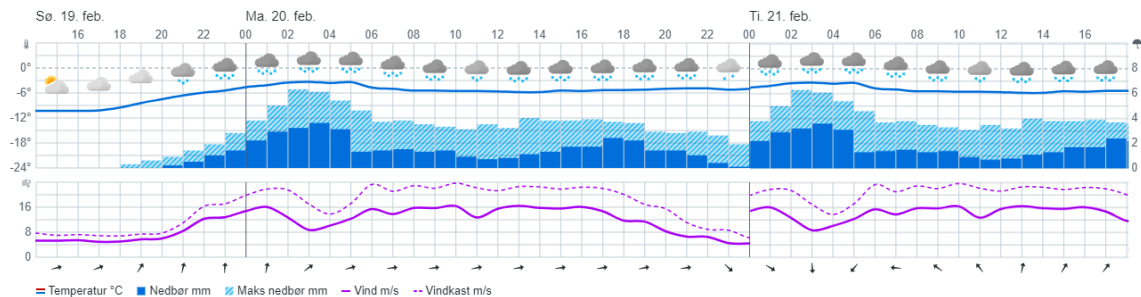 Sø. 19. feb. Ma. 20. feb. Ti. 21. feb.
16 18 20 22 00 02 04 06 08 10 12 14 16 18 20 22 00 02 04 06 08 10 12 14 16
0° 8
-6° 6
-12° 4
-18° 2
-24° 0
16
8
0
Temperatur °C Nedbør mm Maks nedbør mm Vind m/s Vindkast m/s